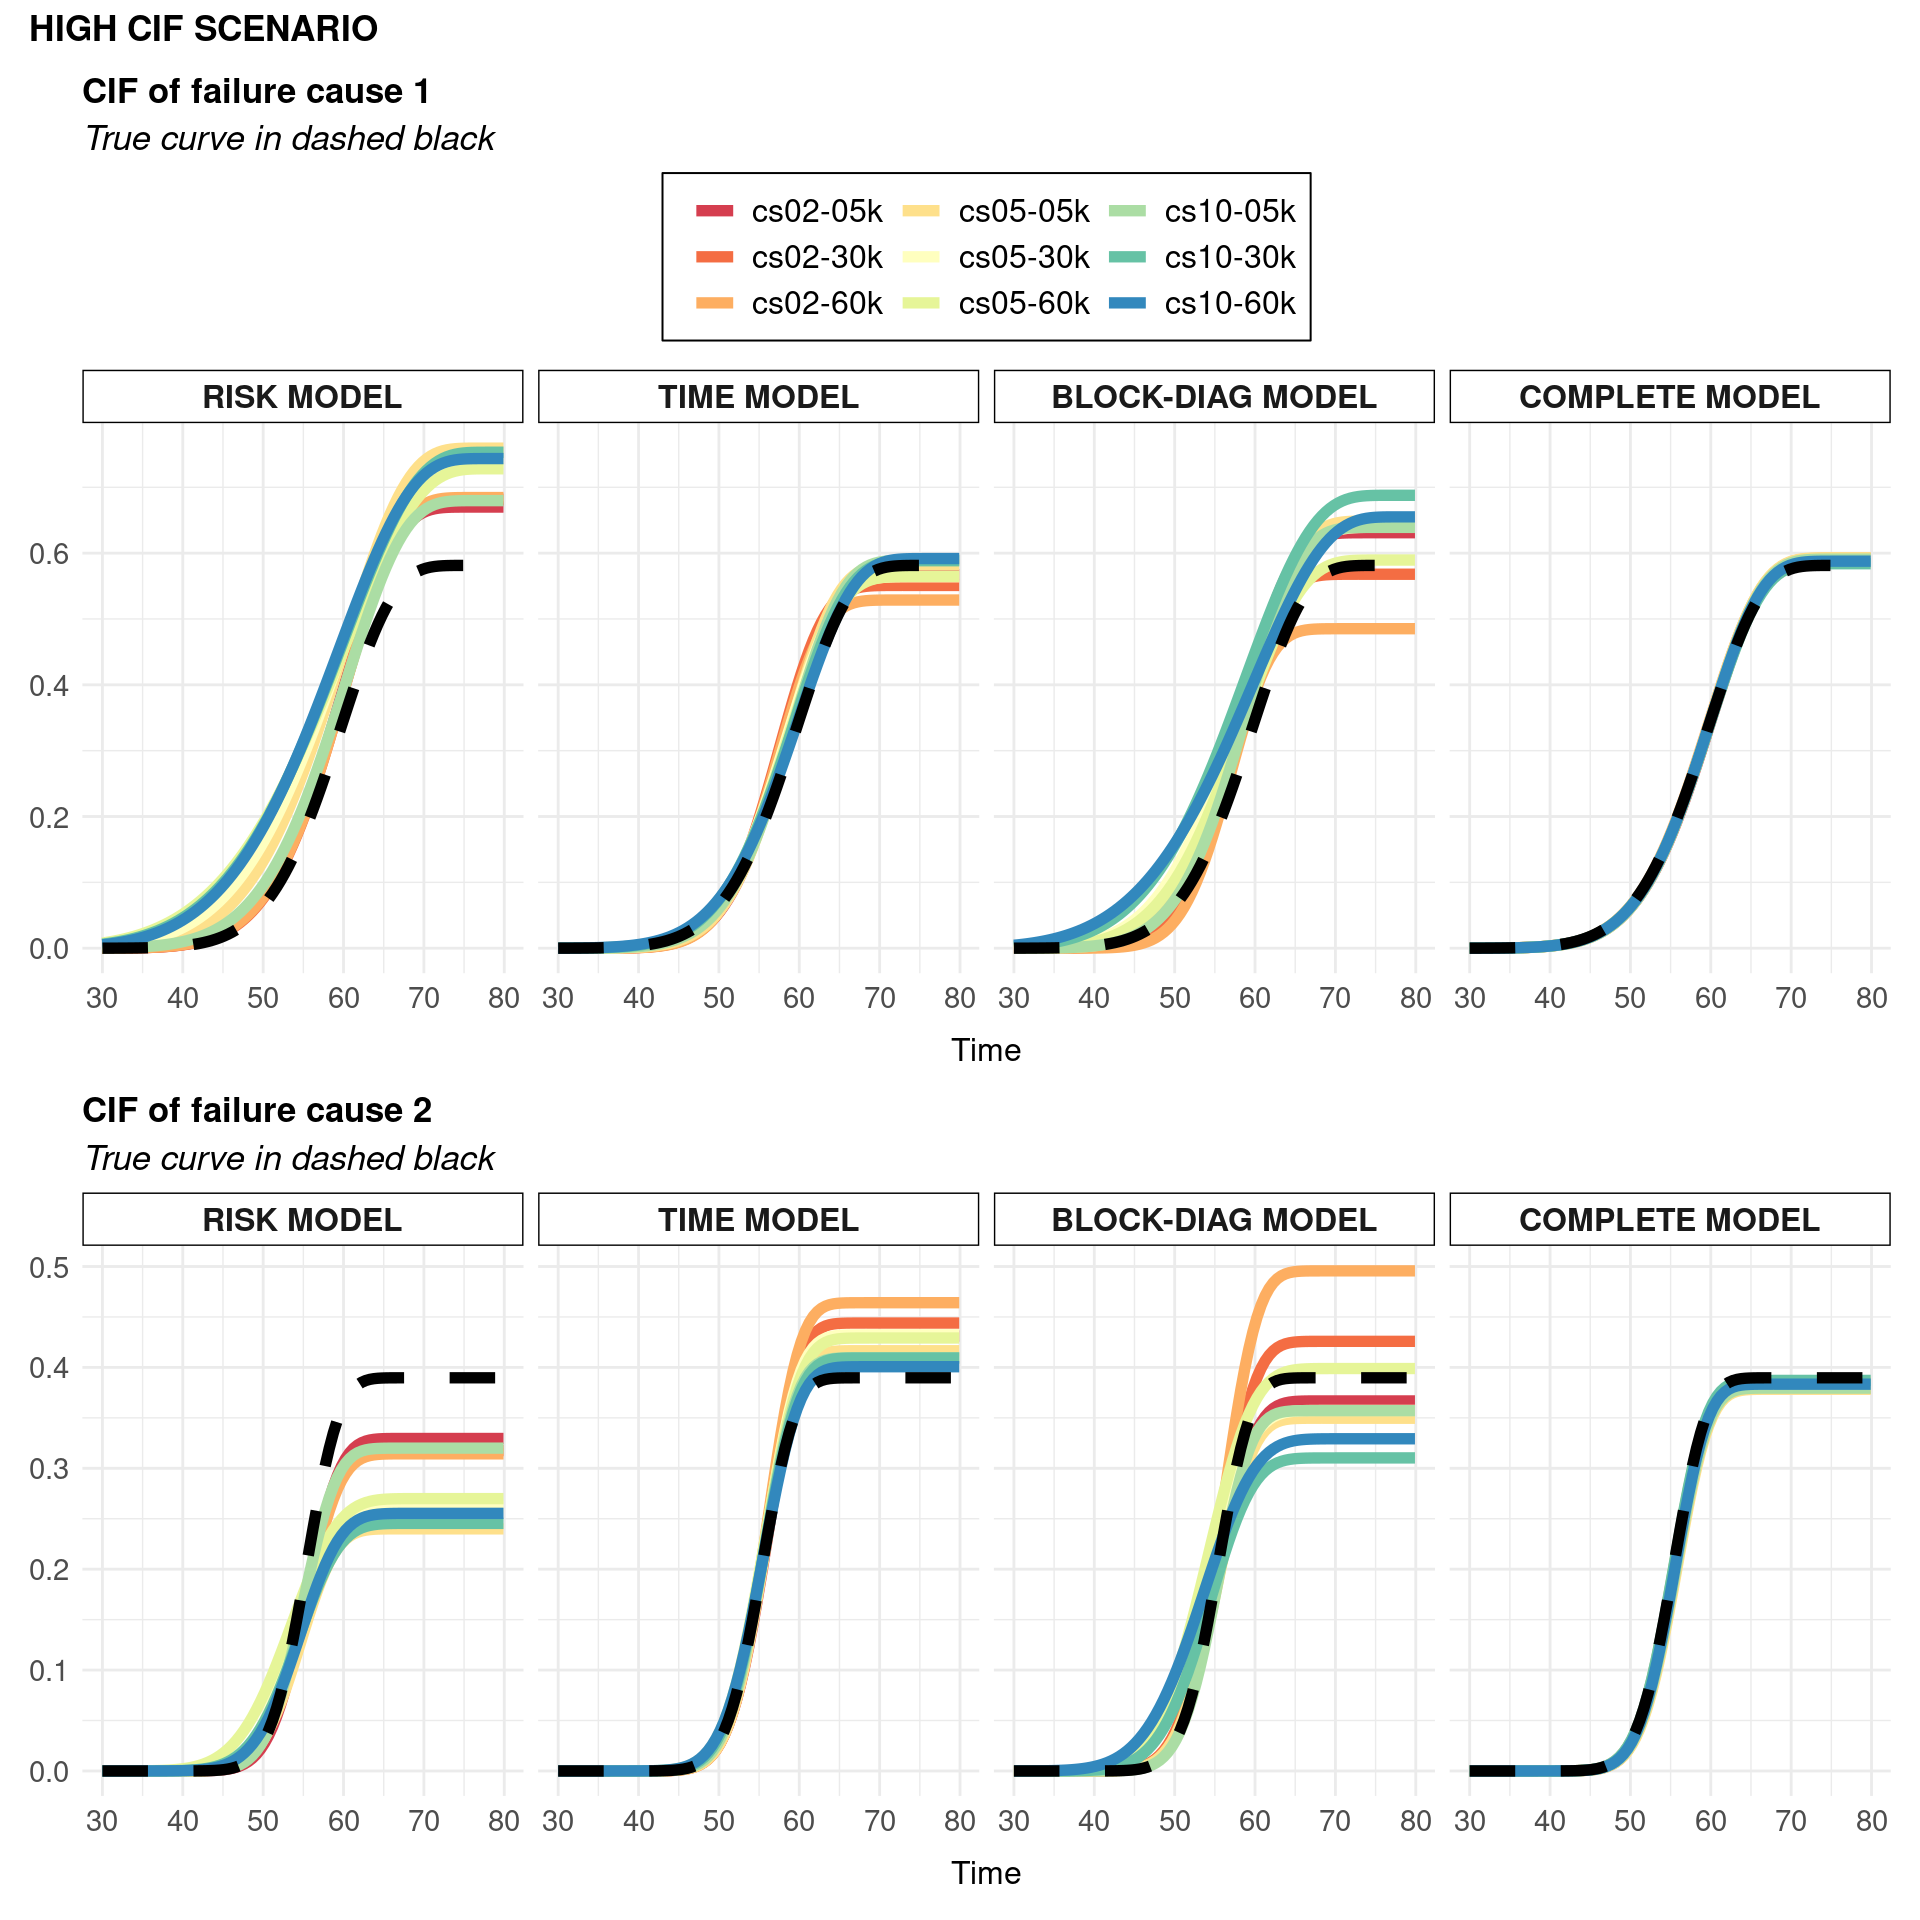 HIGH CIF SCENARIO
CIF of failure cause 1
True curve in dashed black
cs02-05k cs05-05k cs10-05k
cs02-30k cs05-30k cs10-30k
cs02-60k cs05-60k cs10-60k
RISK MODEL TIME MODEL BLOCK-DIAG MODEL COMPLETE MODEL
0.6
0.4
0.2
0.0
30 40 50 60 70 80 30 40 50 60 70 80 30 40 50 60 70 80 30 40 50 60 70 80
Time
CIF of failure cause 2
True curve in dashed black
RISK MODEL TIME MODEL BLOCK-DIAG MODEL COMPLETE MODEL
0.5
0.4
0.3
0.2
0.1
0.0
30 40 50 60 70 80 30 40 50 60 70 80 30 40 50 60 70 80 30 40 50 60 70 80
Time